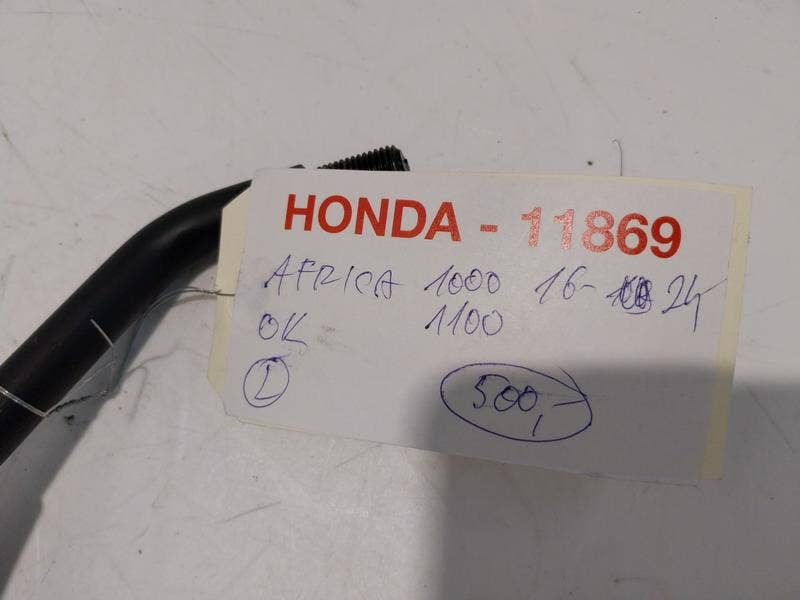 HONDA - 11869
AFRICA 1000 16- 24
OK 1100
L 500,-